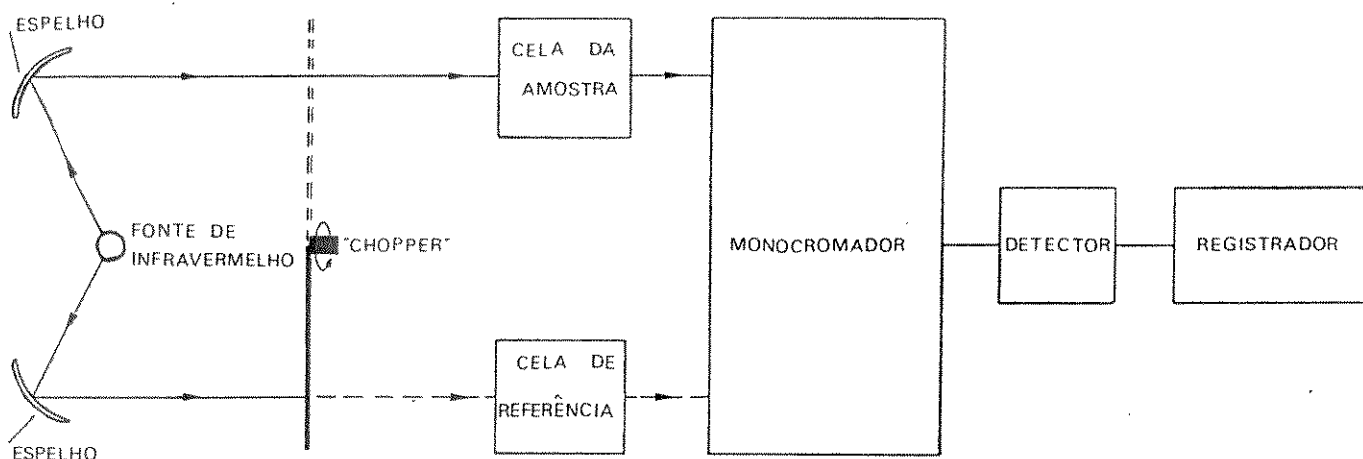 ESPELHO
CELA DA
AMOSTRA
FONTE DE
INFRAVERMELHO
"CHOPPER"
MONOCROMADOR
DETECTOR
REGISTRADOR
CELA DE
REFERÊNCIA
ESPELHO